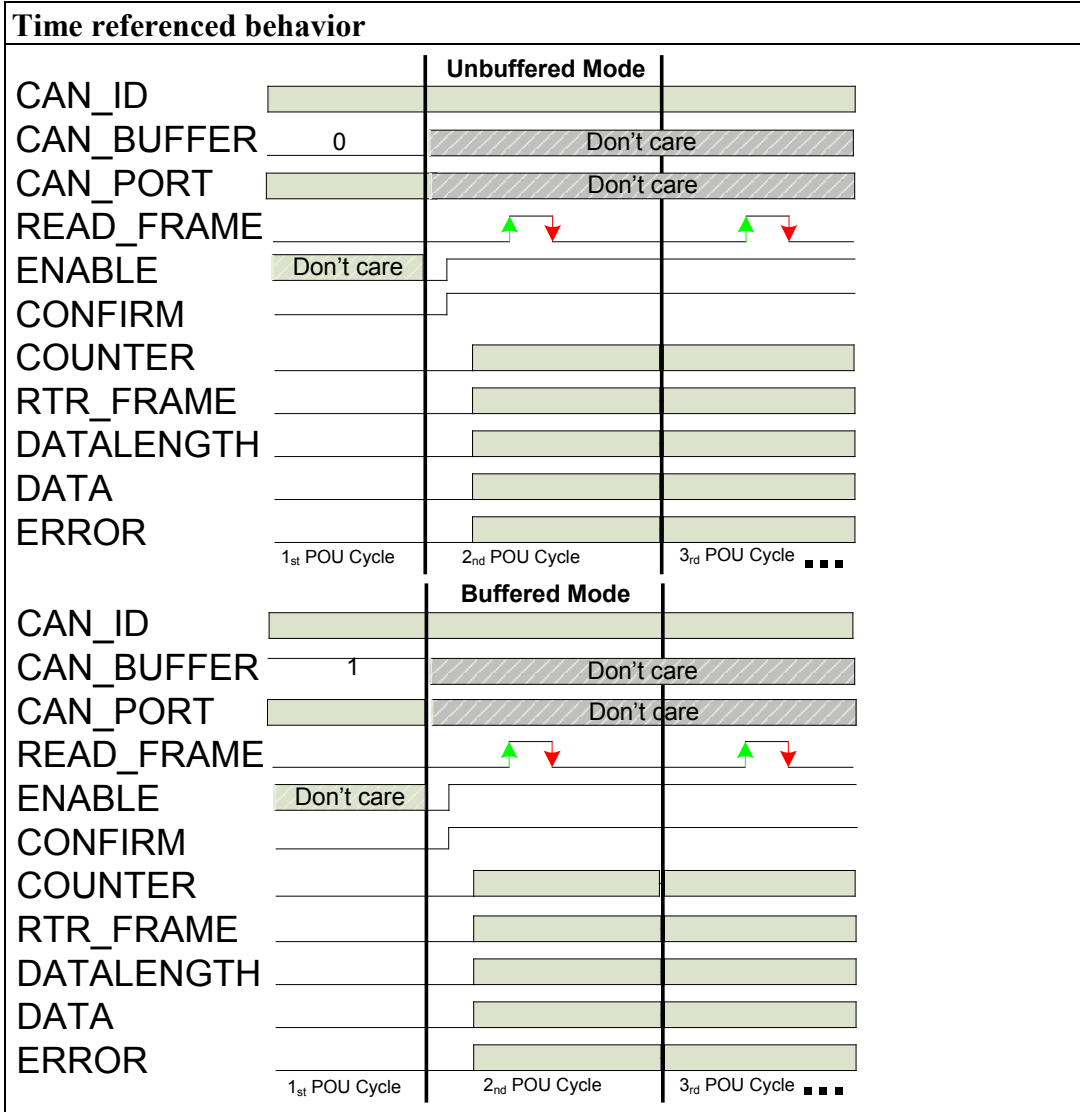 Time referenced behavior
Unbuffered Mode
CAN_ID
CAN_BUFFER 0 Don't care
CAN_PORT Don't care
READ_FRAME
ENABLE Don't care
CONFIRM
COUNTER
RTR_FRAME
DATALENGTH
DATA
ERROR
1st POU Cycle 2nd POU Cycle 3rd POU Cycle ...
Buffered Mode
CAN_ID
CAN_BUFFER 1 Don't care
CAN_PORT Don't care
READ_FRAME
ENABLE Don't care
CONFIRM
COUNTER
RTR_FRAME
DATALENGTH
DATA
ERROR
1st POU Cycle 2nd POU Cycle 3rd POU Cycle ...